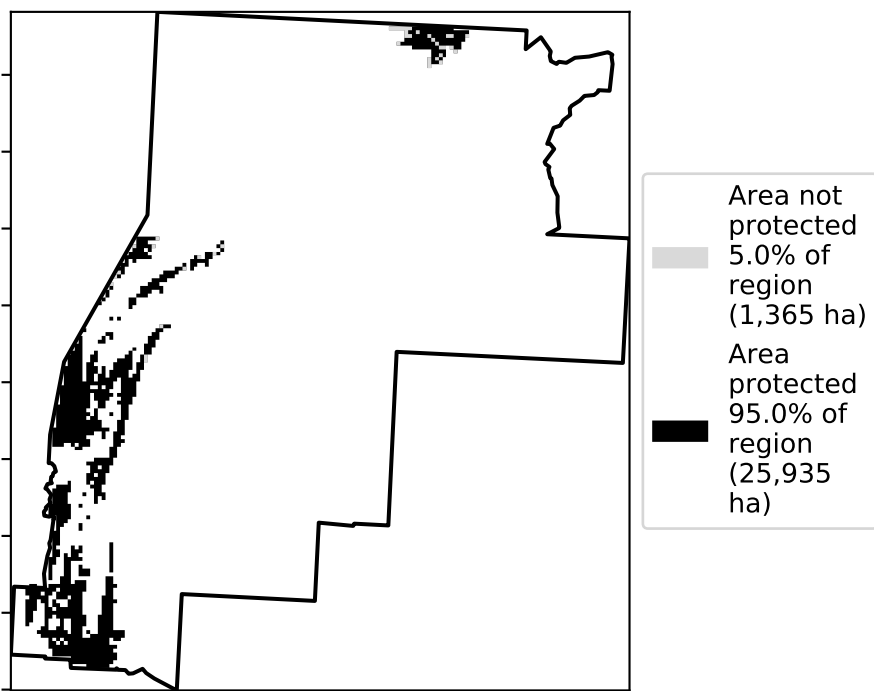 Area not
protected
5.0% of
region
(1,365 ha)
Area
protected
95.0% of
region
(25,935
ha)